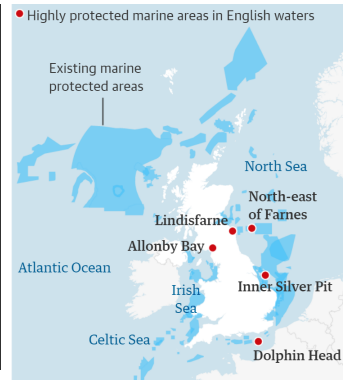 Highly protected marine areas in English waters
Existing marine
protected areas
North Sea
North-east
of Farnes
Lindisfarne
Allonby Bay
Atlantic Ocean
Inner Silver Pit
Irish
Sea
Celtic Sea
Dolphin Head